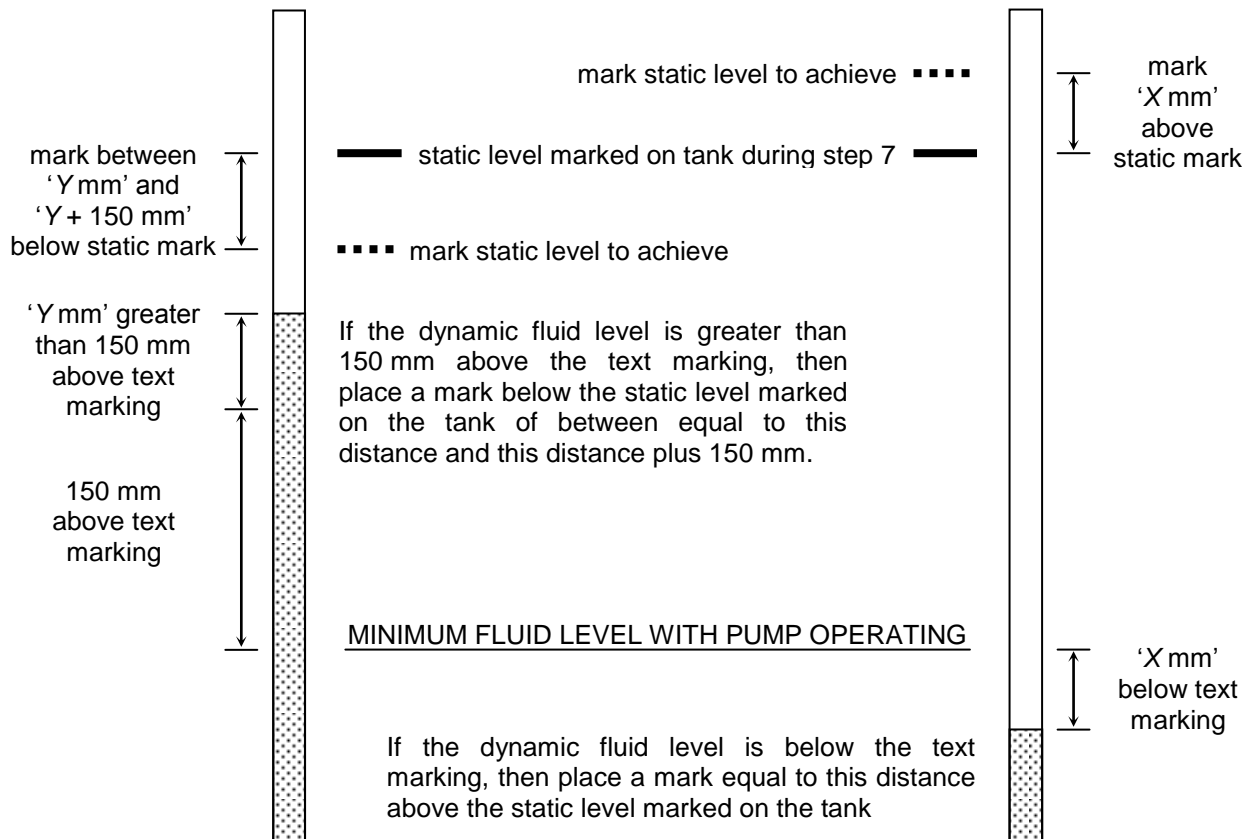 mark static level to achieve
mark
‘X mm’
above
static mark
mark between
‘Y mm’ and
‘Y + 150 mm’
below static mark
static level marked on tank during step 7
mark static level to achieve
‘Y mm’ greater
than 150 mm
above text
marking
If the dynamic fluid level is greater than
150 mm above the text marking, then
place a mark below the static level marked
on the tank of between equal to this
distance and this distance plus 150 mm.
150 mm
above text
marking
MINIMUM FLUID LEVEL WITH PUMP OPERATING
‘X mm’
below text
marking
If the dynamic fluid level is below the text
marking, then place a mark equal to this distance
above the static level marked on the tank